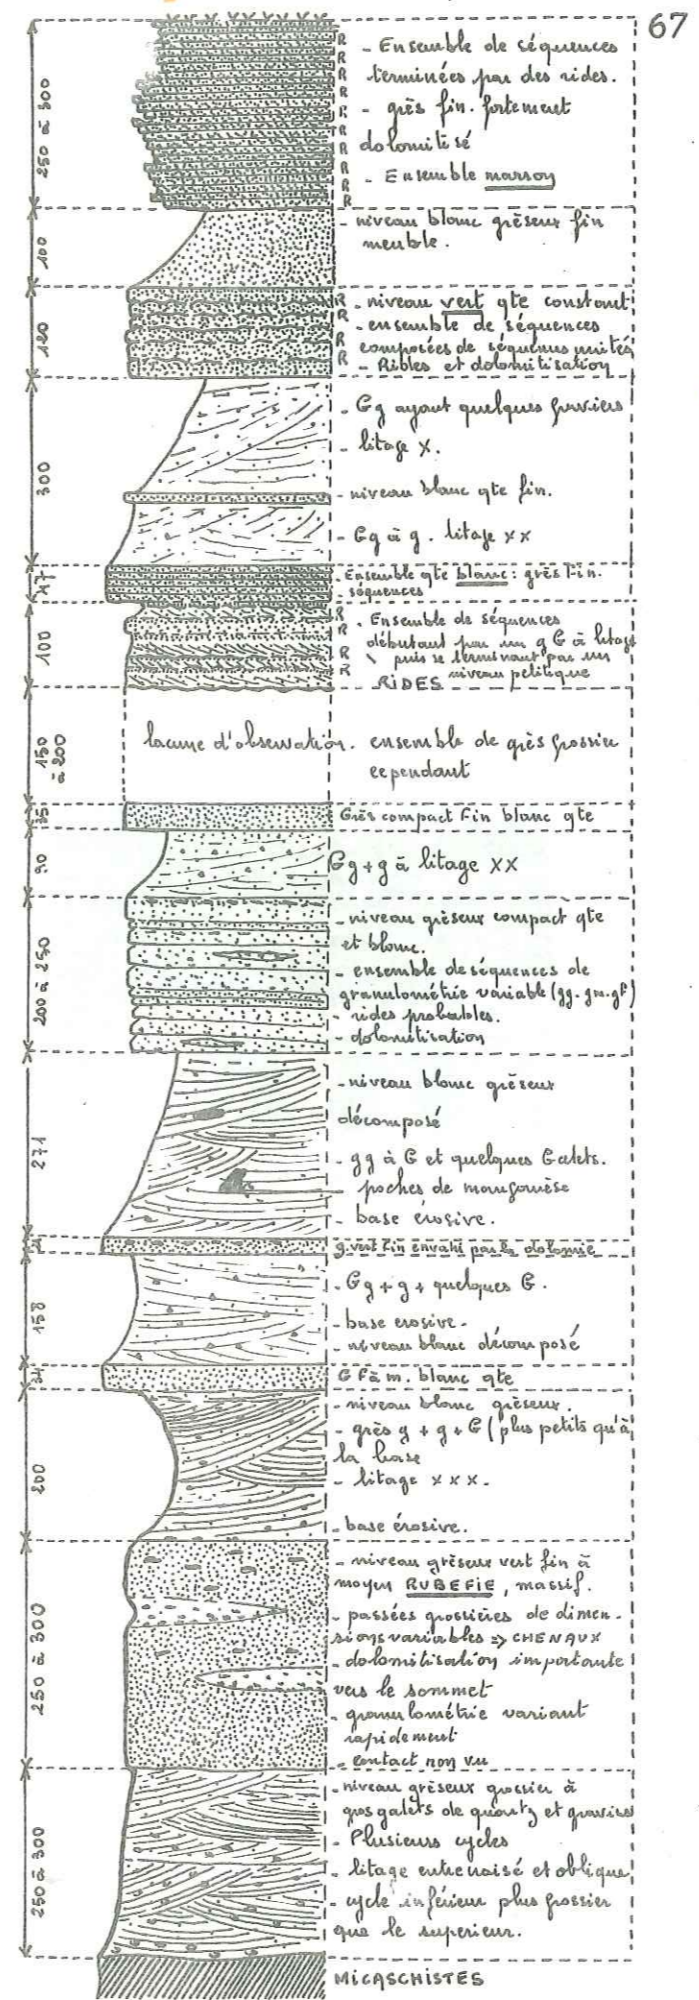 67
250 à 300
R
R
R
R
R
R
R
R
R
- Ensemble de séquences
terminées par des rides.
- grès fin. fortement
dolomitisé
- Ensemble marron
100
- niveau blanc gréseux fin
meuble.
120
R
R
R
R
- niveau vert qte constant
- ensemble de séquences
composées de séquences unités
- Rides et dolomitisation
300
- Gg ayant quelques graviers
- litage X.
- niveau blanc qte fin.
- Gg à g. litage XX
47
- Ensemble qte blanc : grès fin.
- séquences
100
R
R
R
R
- Ensemble de séquences
débutant par un gG à litage
puis se terminant par un
niveau pélitique
- RIDES
150
à 200
lacune d'observation. ensemble de grès grossier
cependant
35
Grès compact fin blanc qte
90
Gg + g à litage XX
200 à 250
- niveau gréseux compact qte
et blanc.
- ensemble de séquences de
granulométrie variable (gg. gm. gf)
- rides probables.
- dolomitisation
271
- niveau blanc gréseux
décomposé
- gg à G et quelques Galets.
poches de manganèse
- base érosive.
g vert fin envahi par la dolomie
158
- Gg + g + quelques G.
- base érosive.
- niveau blanc décomposé
G F à m. blanc qte
200
- niveau blanc gréseux.
- grès g + g + G (plus petits qu'à
la base
- litage x x x.
- base érosive.
250 à 300
- niveau gréseux vert fin à
moyen RUBEFIE, massif.
- passées grossières de dimen-
sions variables => CHENAUX
- dolomitisation importante
vers le sommet
- granulométrie variant
rapidement
- contact non vu
250 à 300
- niveau gréseux grossier à
gros galets de quartz et graviers
- Plusieurs cycles
- litage entrecroisé et oblique
- cycle inférieur plus grossier
que le superieur.
MICASCHISTES